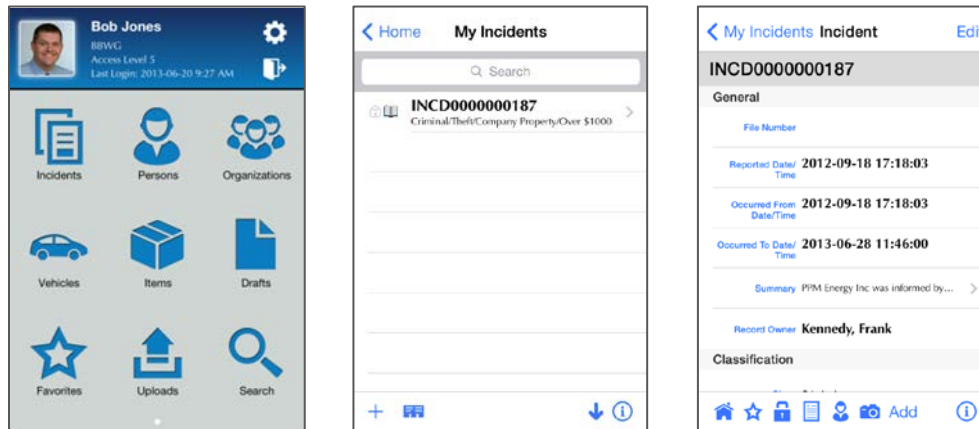 Bob Jones
BBWG
Access Level 5
Last Login: 2013-06-20 9:27 AM
Incidents
Persons
Organizations
Vehicles
Items
Drafts
Favorites
Uploads
Search
Home
My Incidents
Search
INCD0000000187
Criminal/Theft/Company Property/Over $1000
My Incidents
Incident
Edi
INCD0000000187
General
File Number
Reported Date/
Time
2012-09-18 17:18:03
Occurred From
Date/Time
2012-09-18 17:18:03
Occurred To Date/
Time
2013-06-28 11:46:00
Summary
PPM Energy Inc was informed by...
Record Owner
Kennedy, Frank
Classification
Add